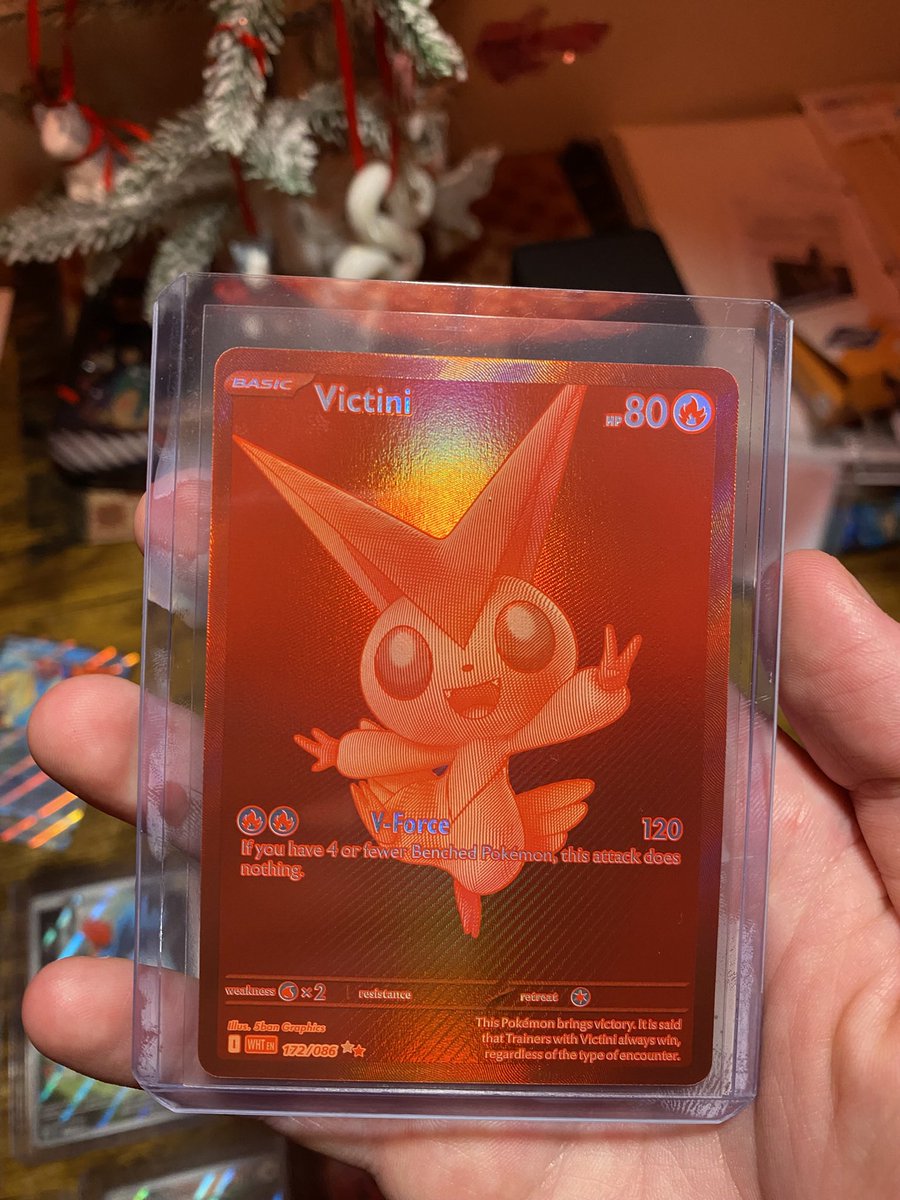 BASIC Victini HP 80
V-Force 120
If you have 4 or fewer Benched Pokémon, this attack does
nothing.
weakness ×2 resistance retreat
Illus. 5ban Graphics
I WHT EN 172/086
This Pokémon brings victory. It is said
that Trainers with Victini always win,
regardless of the type of encounter.